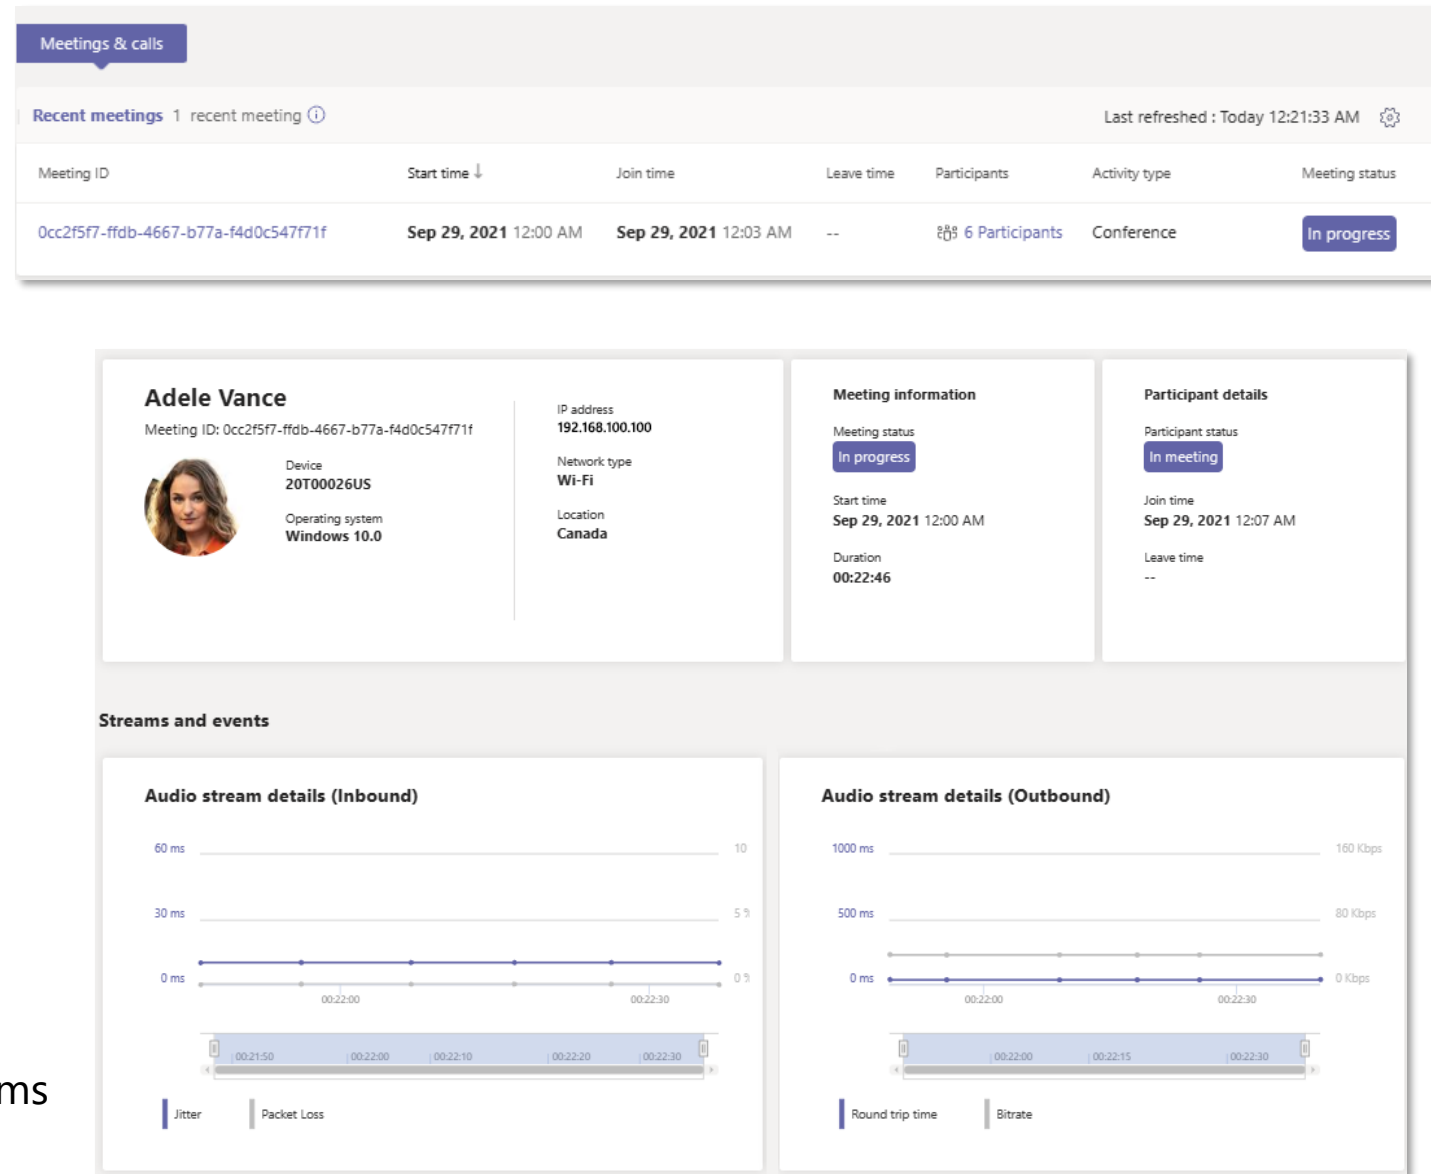 Meetings & calls
Recent meetings 1 recent meeting
Last refreshed : Today 12:21:33 AM
Meeting ID Start time ↓ Join time Leave time Participants Activity type Meeting status
0cc2f5f7-ffdb-4667-b77a-f4d0c547f71f Sep 29, 2021 12:00 AM Sep 29, 2021 12:03 AM -- 6 Participants Conference In progress
Adele Vance
Meeting ID: 0cc2f5f7-ffdb-4667-b77a-f4d0c547f71f
Device
20T00026US
Operating system
Windows 10.0
IP address
192.168.100.100
Network type
Wi-Fi
Location
Canada
Meeting information
Meeting status
In progress
Start time
Sep 29, 2021 12:00 AM
Duration
00:22:46
Participant details
Participant status
In meeting
Join time
Sep 29, 2021 12:07 AM
Leave time
--
Streams and events
Audio stream details (Inbound)
60 ms 10
30 ms 5 %
0 ms 0 %
00:22:00 00:22:30
00:21:50 00:22:00 00:22:10 00:22:20 00:22:30
Jitter Packet Loss
Audio stream details (Outbound)
1000 ms 160 Kbps
500 ms 80 Kbps
0 ms 0 Kbps
00:22:00 00:22:30
00:22:00 00:22:15 00:22:30
Round trip time Bitrate
ms